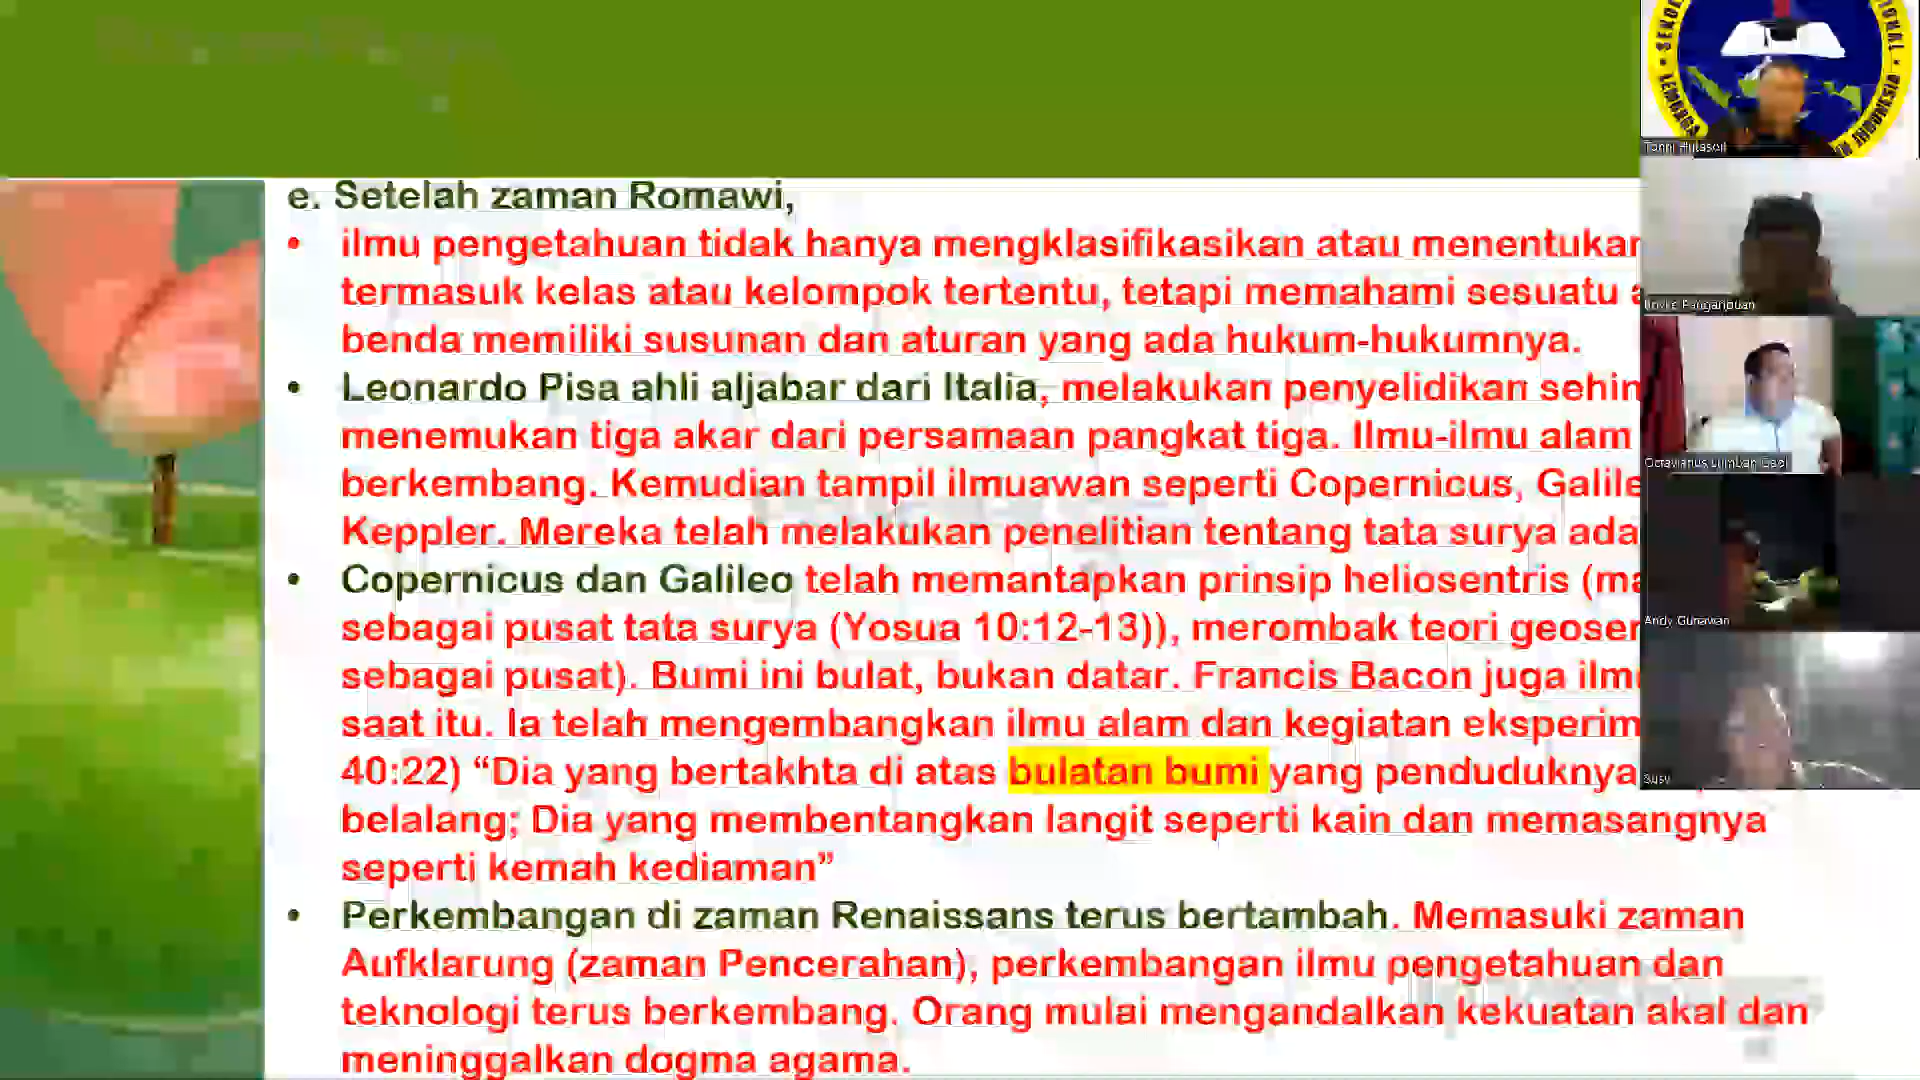 e. Setelah zaman Romawi,
• ilmu pengetahuan tidak hanya mengklasifikasikan atau menentukan
termasuk kelas atau kelompok tertentu, tetapi memahami sesuatu
benda memiliki susunan dan aturan yang ada hukum-hukumnya.
• Leonardo Pisa ahli aljabar dari Italia, melakukan penyelidikan
menemukan tiga akar dari persamaan pangkat tiga. Ilmu-ilmu alam
berkembang. Kemudian tampil ilmuawan seperti Copernicus,
Keppler. Mereka telah melakukan penelitian tentang tata surya
• Copernicus dan Galileo telah memantapkan prinsip heliosentris
sebagai pusat tata surya (Yosua 10:12-13)), merombak teori
sebagai pusat). Bumi ini bulat, bukan datar. Francis Bacon juga
saat itu. Ia telah mengembangkan ilmu alam dan kegiatan
40:22) “Dia yang bertakhta di atas bulatan bumi yang penduduknya
belalang; Dia yang membentangkan langit seperti kain dan memasangnya
seperti kemah kediaman”
• Perkembangan di zaman Renaissans terus bertambah. Memasuki zaman
Aufklarung (zaman Pencerahan), perkembangan ilmu pengetahuan dan
teknologi terus berkembang. Orang mulai mengandalkan kekuatan akal dan
meninggalkan dogma agama.
LEMBAGA
Octavianus Lumban Gaol
Andy Gunawan
Susy